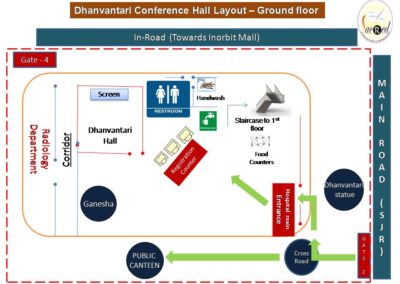 Dhanvantari Conference Hall Layout – Ground floor
In-Road (Towards Inorbit Mall)
Gate - 4
Screen
RESTROOM
Handwash
Staircase to 1st
floor
Dhanvantari
Hall
Corridor
Radiology
Department
Registration
Counter
Food
Counters
Ganesha
Hospital main
Entrance
Dhanvantari
statue
MAIN ROAD (SJR)
GATE 2
Cross
Road
PUBLIC
CANTEEN